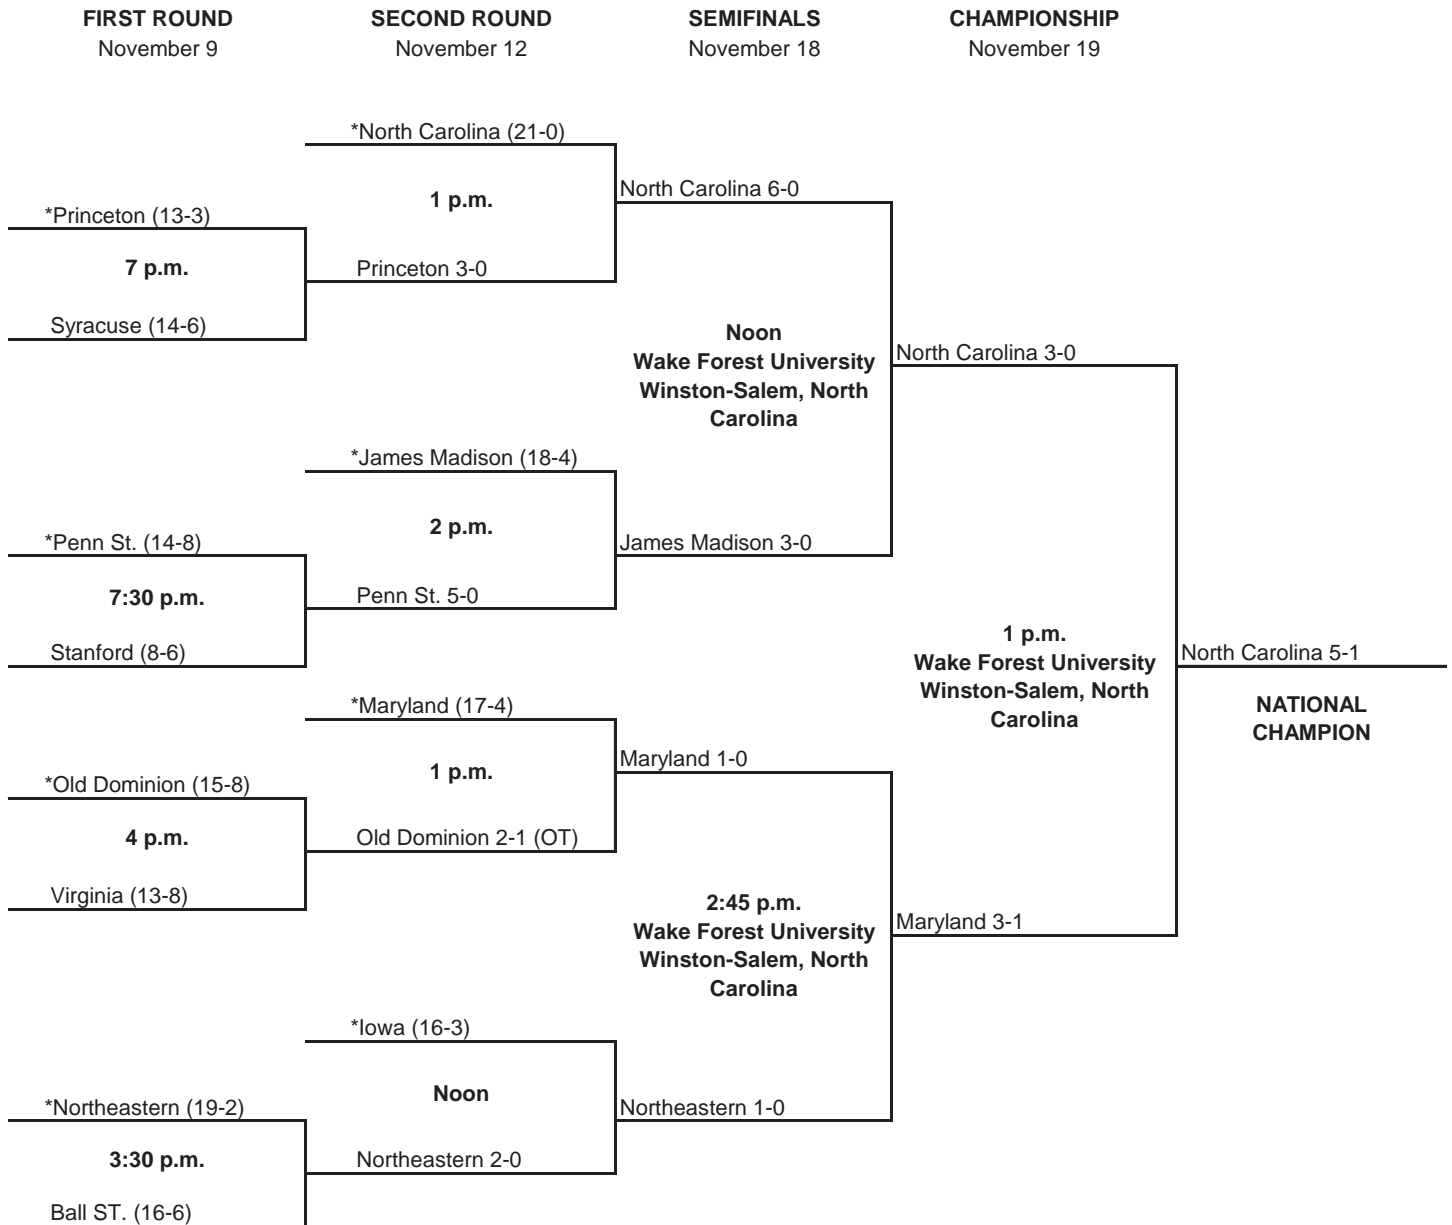 FIRST ROUND
November 9
SECOND ROUND
November 12
SEMIFINALS
November 18
CHAMPIONSHIP
November 19
*Princeton (13-3)
7 p.m.
Syracuse (14-6)
*Penn St. (14-8)
7:30 p.m.
Stanford (8-6)
*Old Dominion (15-8)
4 p.m.
Virginia (13-8)
*Northeastern (19-2)
3:30 p.m.
Ball ST. (16-6)
*North Carolina (21-0)
1 p.m.
Princeton 3-0
*James Madison (18-4)
2 p.m.
Penn St. 5-0
*Maryland (17-4)
1 p.m.
Old Dominion 2-1 (OT)
*Iowa (16-3)
Noon
Northeastern 2-0
North Carolina 6-0
Noon
Wake Forest University
Winston-Salem, North
Carolina
James Madison 3-0
Maryland 1-0
2:45 p.m.
Wake Forest University
Winston-Salem, North
Carolina
Northeastern 1-0
North Carolina 3-0
1 p.m.
Wake Forest University
Winston-Salem, North
Carolina
Maryland 3-1
North Carolina 5-1
NATIONAL
CHAMPION